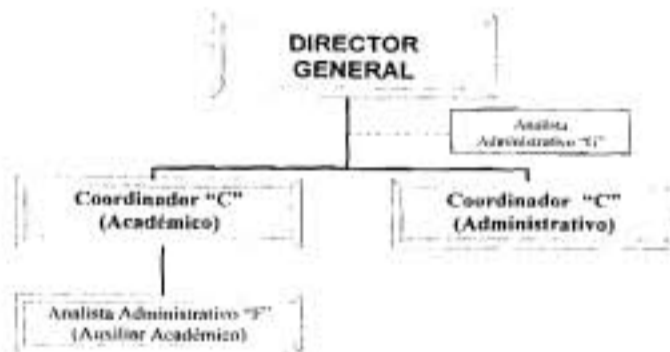 DIRECTOR
GENERAL
Analista
Administrativo "G"
Coordinador "C"
(Académico)
Coordinador "C"
(Administrativo)
Analista Administrativo "F"
(Auxiliar Académico)